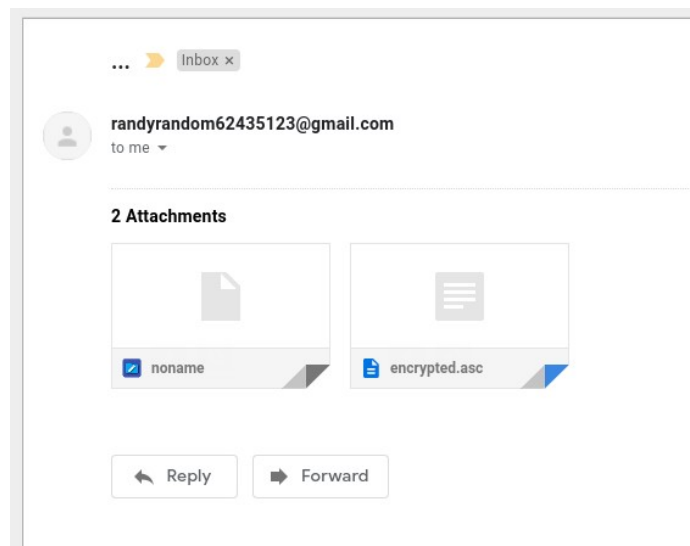 ...
Inbox ×
randyrandom62435123@gmail.com
to me
2 Attachments
noname
encrypted.asc
Reply
Forward